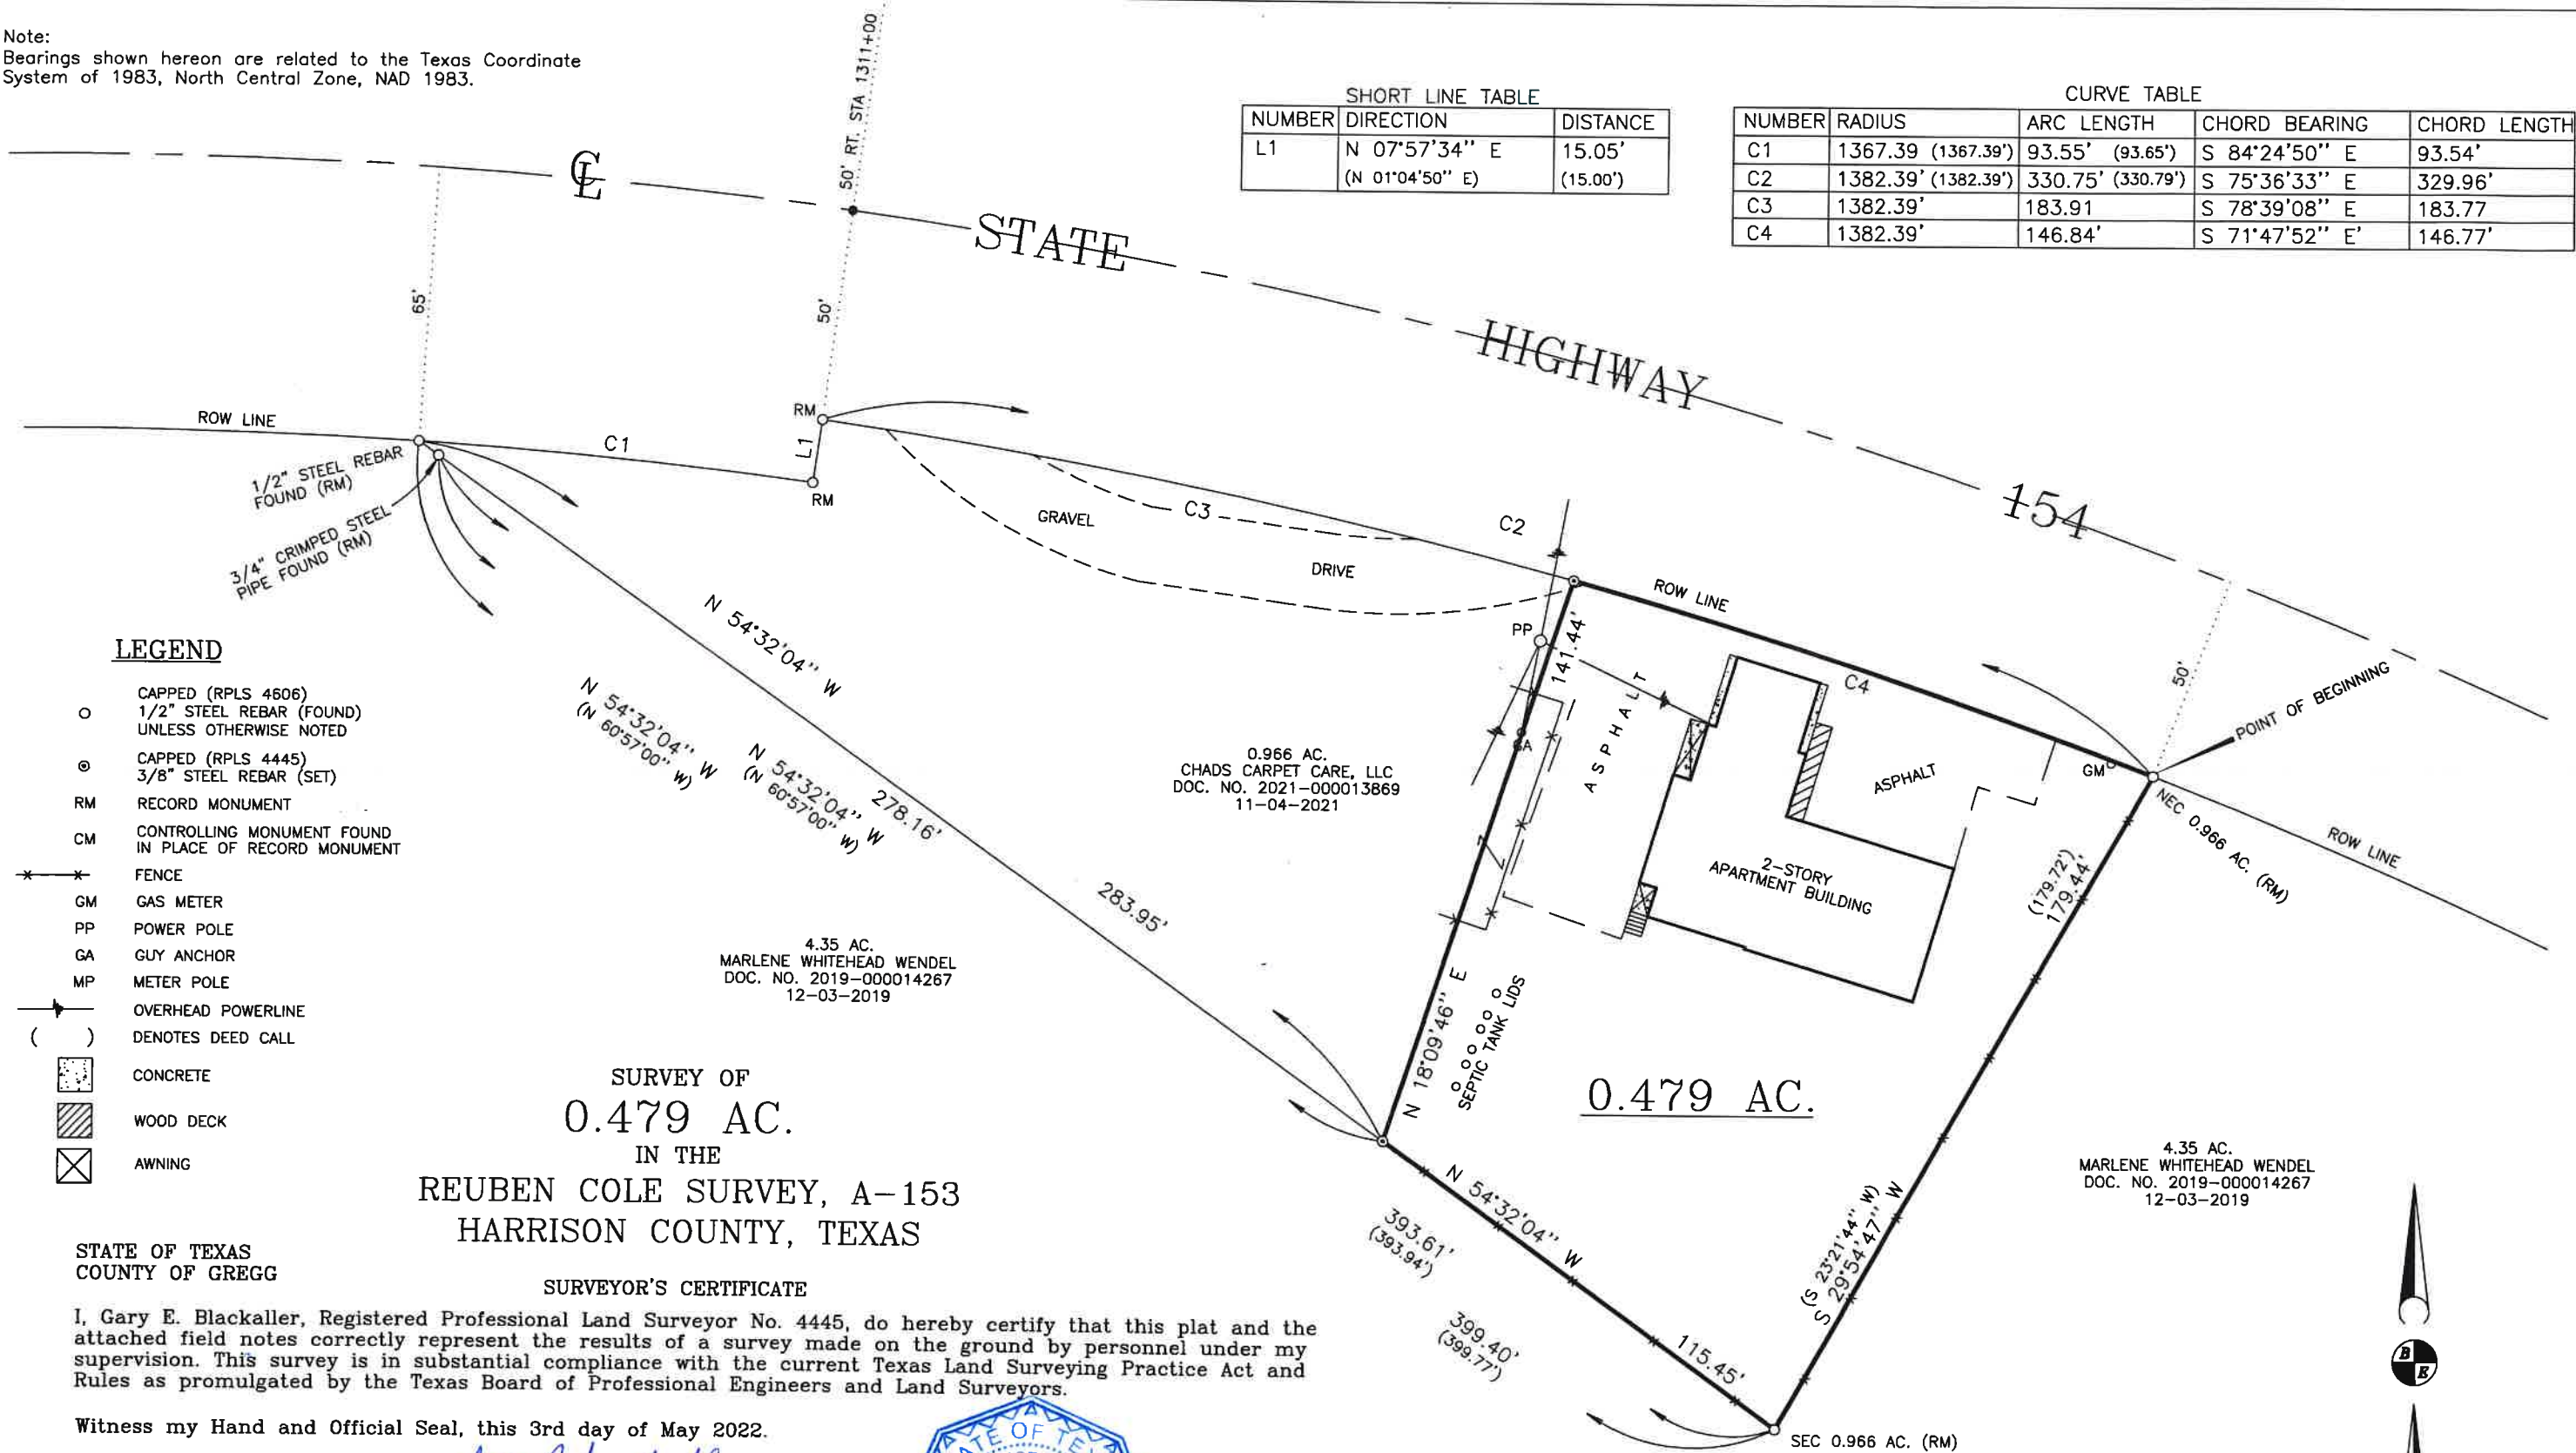 Note:
Bearings shown hereon are related to the Texas Coordinate
System of 1983, North Central Zone, NAD 1983.
50' RT. STA 1311+00
SHORT LINE TABLE
NUMBER DIRECTION DISTANCE
L1 N 07°57'34'' E 15.05'
(N 01°04'50'' E) (15.00')
CURVE TABLE
NUMBER RADIUS ARC LENGTH CHORD BEARING CHORD LENGTH
C1 1367.39 (1367.39') 93.55' (93.65') S 84°24'50'' E 93.54'
C2 1382.39' (1382.39') 330.75' (330.79') S 75°36'33'' E 329.96'
C3 1382.39' 183.91 S 78°39'08'' E 183.77
C4 1382.39' 146.84' S 71°47'52'' E' 146.77'
CL
STATE
HIGHWAY
154
65'
50'
50'
ROW LINE
C1
RM
L1
RM
1/2" STEEL REBAR
FOUND (RM)
3/4" CRIMPED STEEL
PIPE FOUND (RM)
GRAVEL
C3
DRIVE
C2
ROW LINE
PP
141.44'
C4
GA
ASPHALT
ASPHALT
GM
POINT OF BEGINNING
NEC 0.966 AC. (RM)
ROW LINE
2-STORY
APARTMENT BUILDING
(179.72')
179.44'
N 54°32'04'' W
N 54°32'04'' W
(N 60°57'00'' W)
N 54°32'04'' W
(N 60°57'00'' W)
278.16'
283.95'
0.966 AC.
CHADS CARPET CARE, LLC
DOC. NO. 2021-000013869
11-04-2021
4.35 AC.
MARLENE WHITEHEAD WENDEL
DOC. NO. 2019-000014267
12-03-2019
N 18°09'46'' E
SEPTIC TANK LIDS
0.479 AC.
4.35 AC.
MARLENE WHITEHEAD WENDEL
DOC. NO. 2019-000014267
12-03-2019
(S 23°21'44'' W)
S 29°54'47'' W
N 54°32'04'' W
393.61'
(393.94')
399.40'
(399.77')
115.45'
SEC 0.966 AC. (RM)
B E
LEGEND
CAPPED (RPLS 4606)
1/2" STEEL REBAR (FOUND)
UNLESS OTHERWISE NOTED
CAPPED (RPLS 4445)
3/8" STEEL REBAR (SET)
RM RECORD MONUMENT
CM CONTROLLING MONUMENT FOUND
IN PLACE OF RECORD MONUMENT
FENCE
GM GAS METER
PP POWER POLE
GA GUY ANCHOR
MP METER POLE
OVERHEAD POWERLINE
( ) DENOTES DEED CALL
CONCRETE
WOOD DECK
AWNING
SURVEY OF
0.479 AC.
IN THE
REUBEN COLE SURVEY, A-153
HARRISON COUNTY, TEXAS
STATE OF TEXAS
COUNTY OF GREGG
SURVEYOR'S CERTIFICATE
I, Gary E. Blackaller, Registered Professional Land Surveyor No. 4445, do hereby certify that this plat and the
attached field notes correctly represent the results of a survey made on the ground by personnel under my
supervision. This survey is in substantial compliance with the current Texas Land Surveying Practice Act and
Rules as promulgated by the Texas Board of Professional Engineers and Land Surveyors.
Witness my Hand and Official Seal, this 3rd day of May 2022.